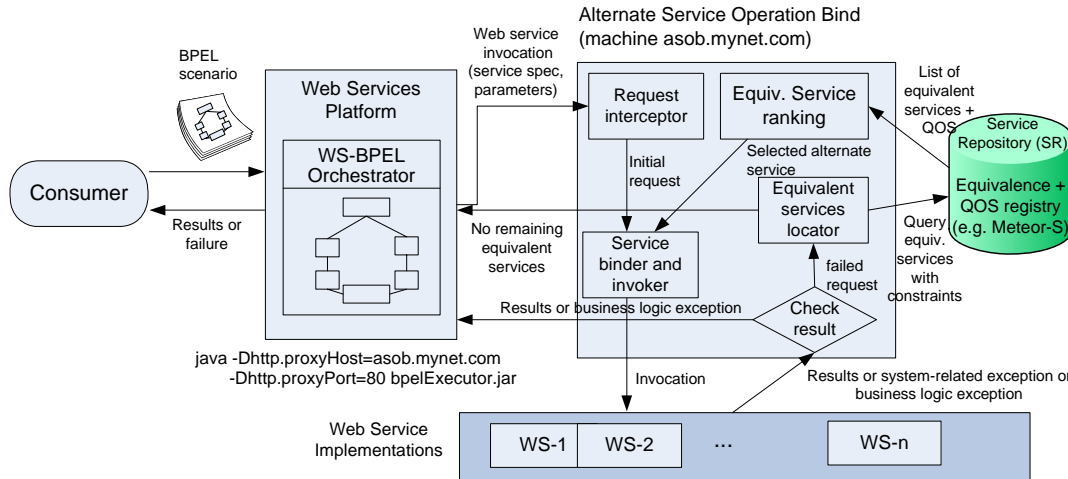 Alternate Service Operation Bind
(machine asob.mynet.com)
BPEL
scenario
Web service
invocation
(service spec,
parameters)
List of
equivalent
services +
QOS
Web Services
Platform
Request
interceptor
Equiv. Service
ranking
Service
Repository (SR)
WS-BPEL
Orchestrator
Initial
request
Selected alternate
service
Consumer
Equivalent
services
locator
Equivalence +
QOS registry
(e.g. Meteor-S)
Results or
failure
No remaining
equivalent
services
Service
binder and
invoker
Query
equiv.
services
with
constraints
failed
request
Results or business logic exception
Check
result
java -Dhttp.proxyHost=asob.mynet.com
-Dhttp.proxyPort=80 bpelExecutor.jar
Invocation
Results or system-related exception or
business logic exception
Web Service
Implementations
WS-1
WS-2
...
WS-n